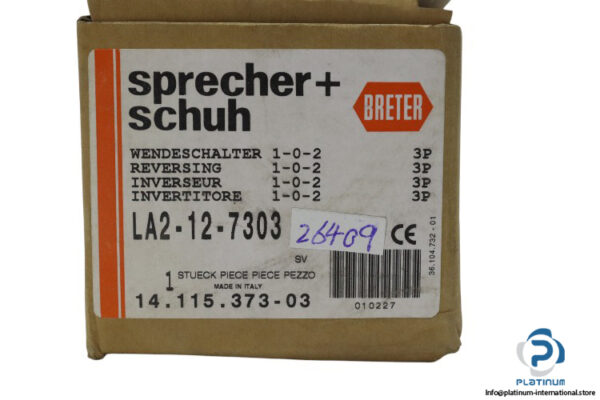 sprecher+
schuh
BRETER
WENDESCHALTER 1-0-2 3P
REVERSING 1-0-2 3P
INVERSEUR 1-0-2 3P
INVERTITORE 1-0-2 3P
LA2-12-7303
26409
CE
SV
1 STUECK PIECE PIECE PEZZO
MADE IN ITALY
14.115.373-03
010227
36.104.732-01
PLATINUM
Info@platinum-international.store